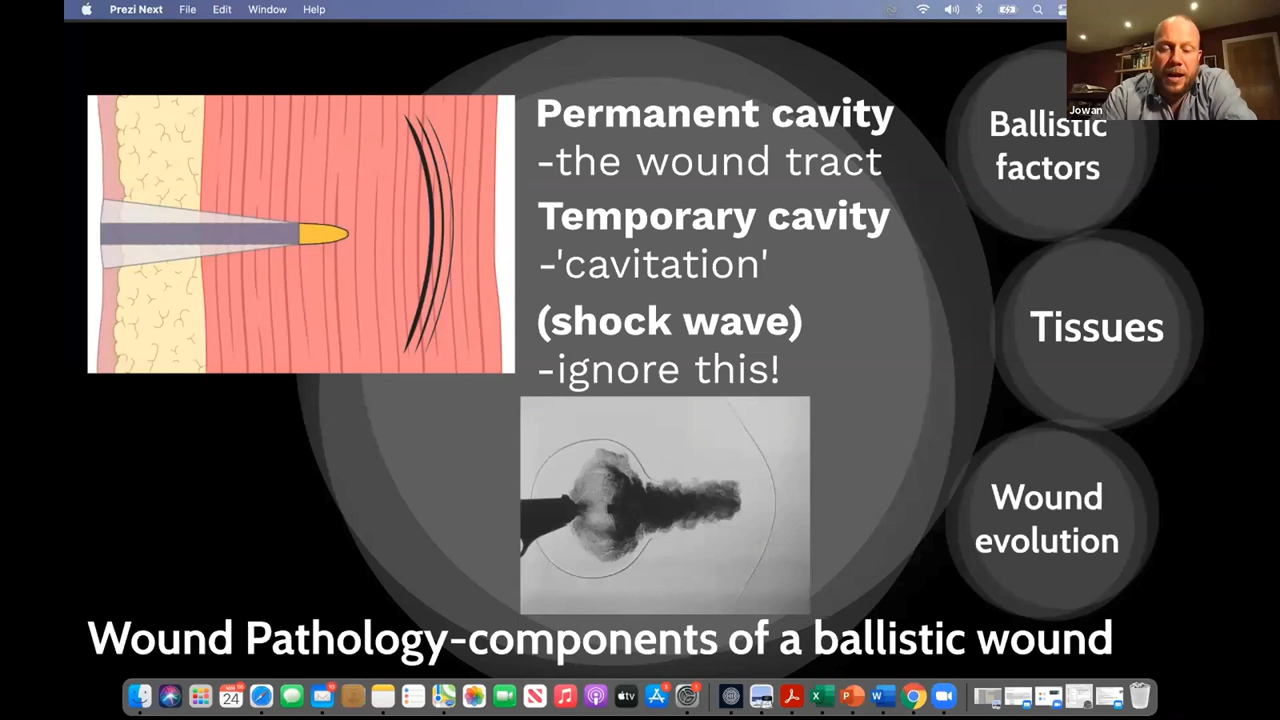 Prezi Next File Edit Window Help
Jowan
Permanent cavity
-the wound tract
Temporary cavity
-'cavitation'
(shock wave)
-ignore this!
Ballistic
factors
Tissues
Wound
evolution
Wound Pathology-components of a ballistic wound
24
tv